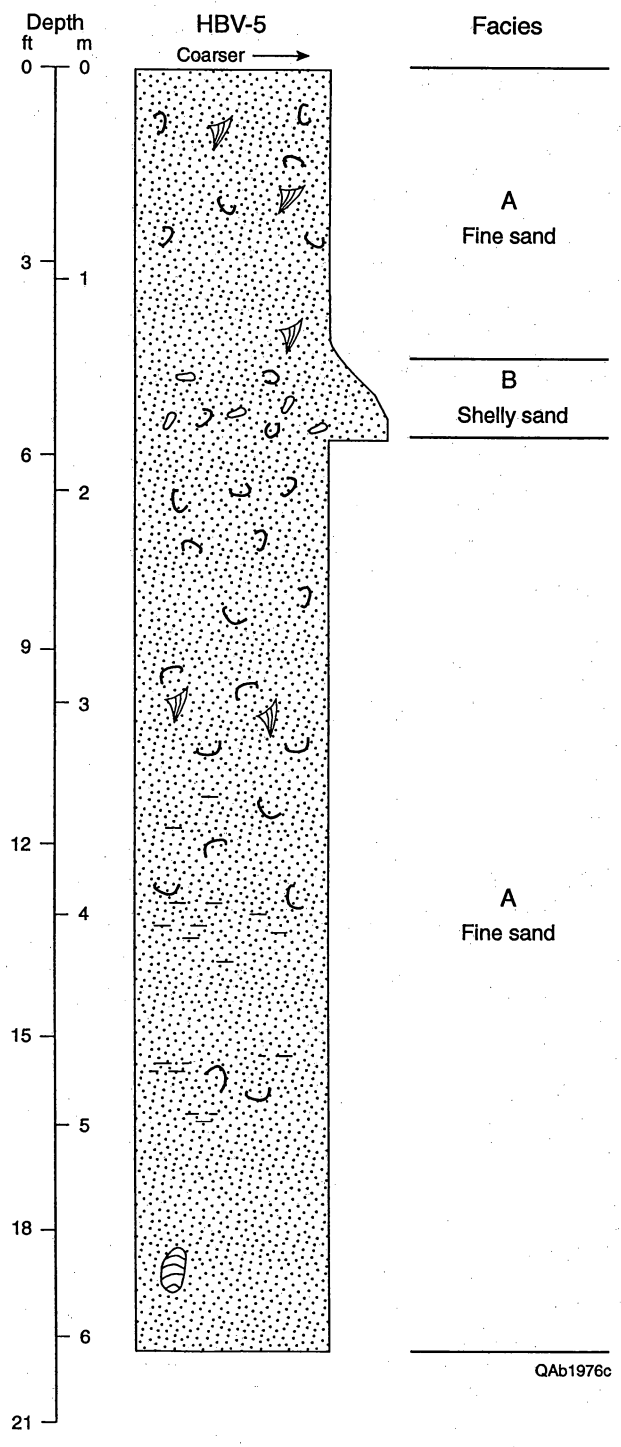 Depth HBV-5 Facies
ft m
Coarser
0 0
A
Fine sand
3
1
B
Shelly sand
6
2
9
3
12
A
4
Fine sand
15
5
18
6
QAb1976c
21